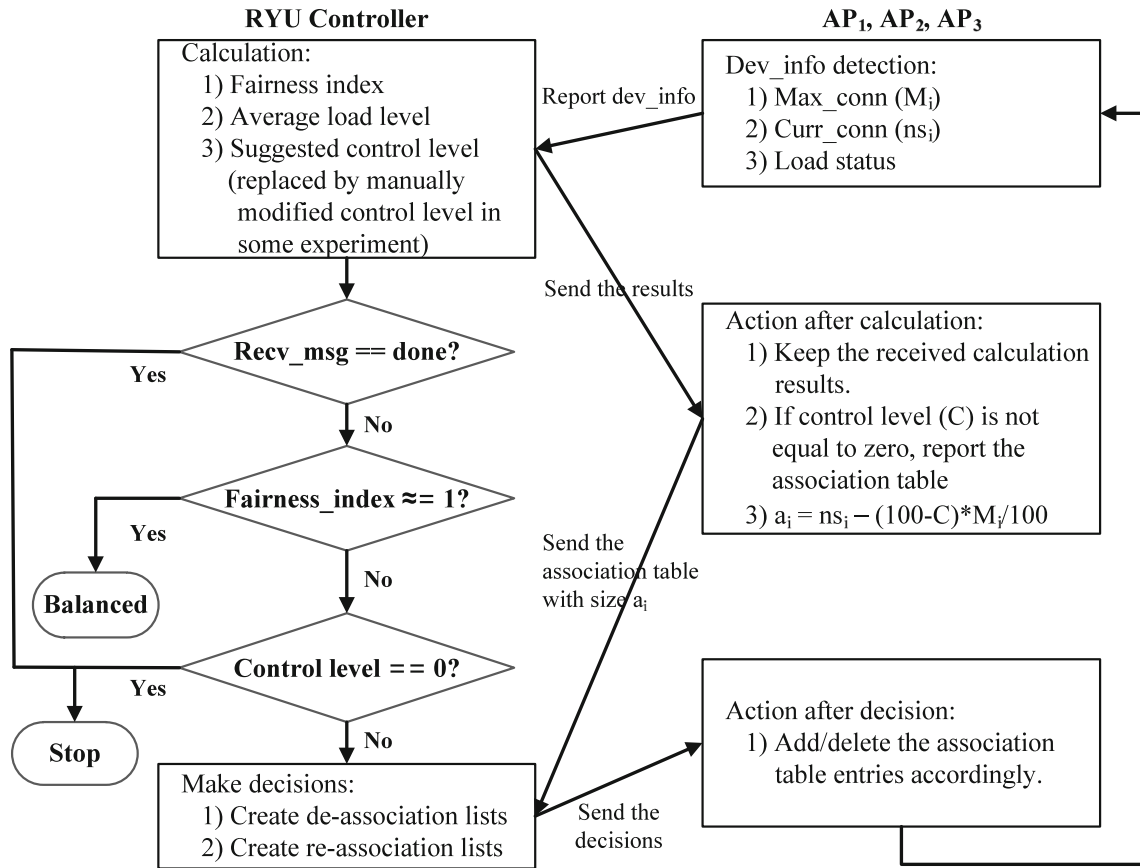 RYU Controller
Calculation:
1) Fairness index
2) Average load level
3) Suggested control level
(replaced by manually
modified control level in
some experiment)
Recv_msg == done?
Yes
No
Fairness_index ≈= 1?
Yes
No
Balanced
Control level == 0?
Yes
No
Stop
Make decisions:
1) Create de-association lists
2) Create re-association lists
Report dev_info
Send the results
Send the
association table
with size aᵢ
Send the
decisions
AP₁, AP₂, AP₃
Dev_info detection:
1) Max_conn (Mᵢ)
2) Curr_conn (nsᵢ)
3) Load status
Action after calculation:
1) Keep the received calculation
results.
2) If control level (C) is not
equal to zero, report the
association table
3) aᵢ = nsᵢ – (100-C)*Mᵢ/100
Action after decision:
1) Add/delete the association
table entries accordingly.